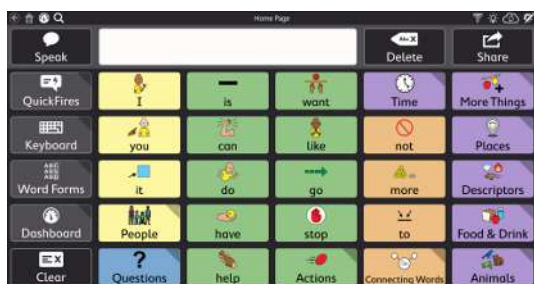 Home Page
Speak
Delete
Share
QuickFires
I
is
want
Time
More Things
Keyboard
you
can
like
not
Places
Word Forms
it
do
go
more
Descriptors
Dashboard
People
have
stop
to
Food & Drink
Clear
Questions
help
Actions
Connecting Words
Animals